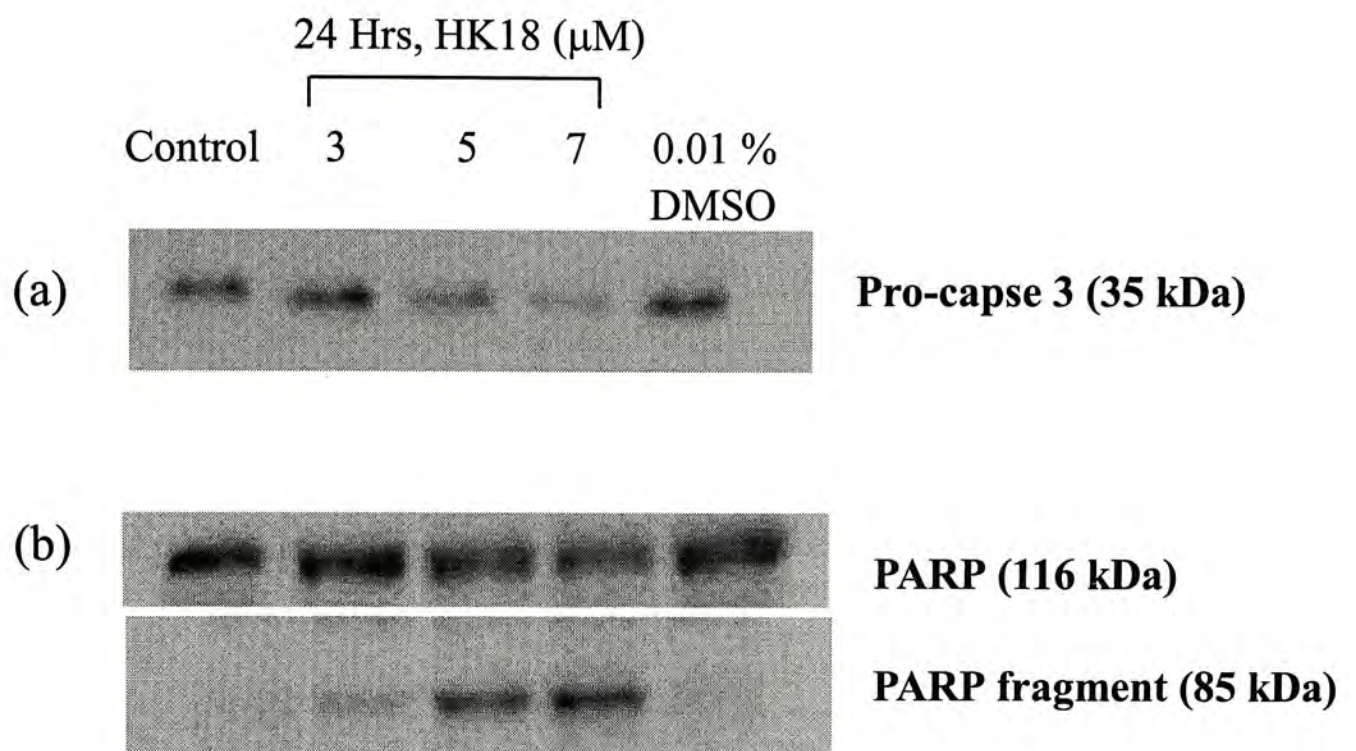 24 Hrs, HK18 (μM)
Control 3 5 7 0.01 %
DMSO
(a) Pro-capse 3 (35 kDa)
(b) PARP (116 kDa)
PARP fragment (85 kDa)